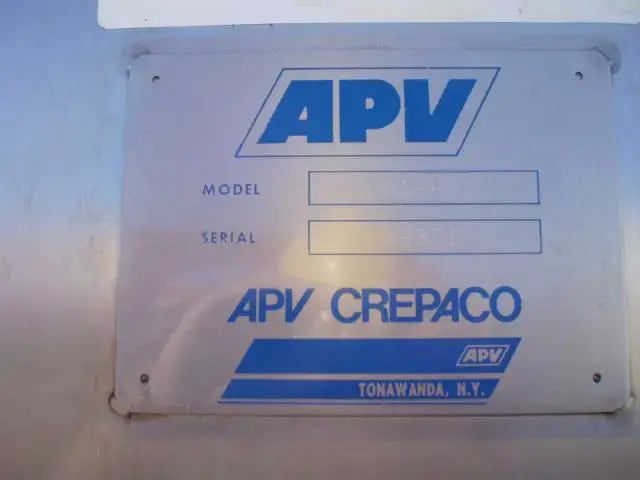 APV
MODEL
SERIAL
APV CREPACO
APV
TONAWANDA, N.Y.